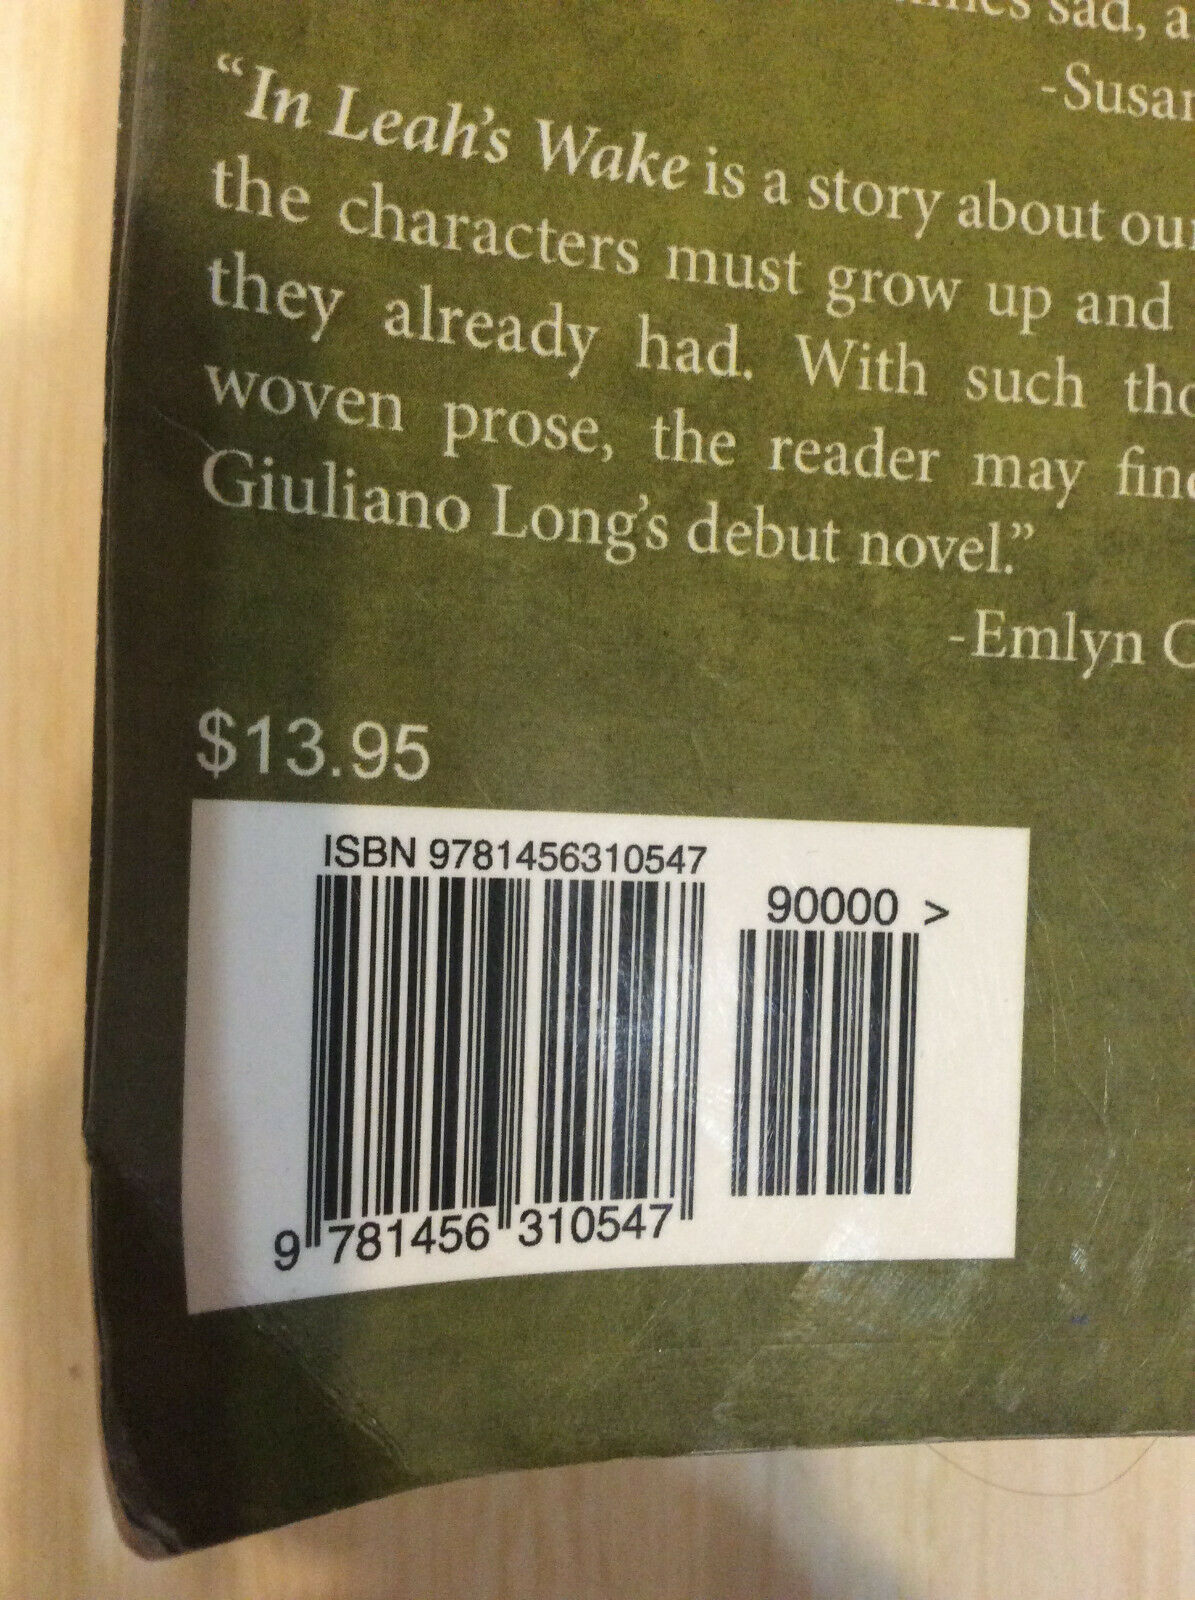 sad, a
-Susan
"In Leah's Wake is a story about our
the characters must grow up and
they already had. With such
woven prose, the reader may
Giuliano Long's debut novel."
-Emlyn
$13.95
ISBN 9781456310547
90000 >
9 781456 310547